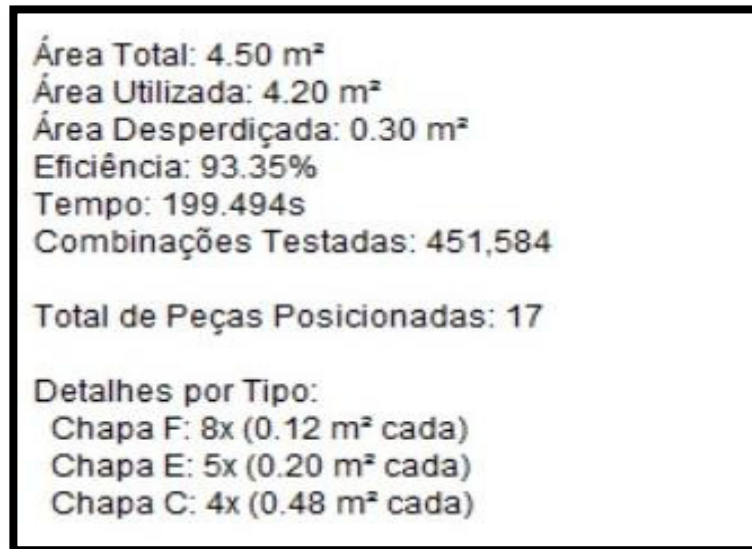 Área Total: 4.50 m²
Área Utilizada: 4.20 m²
Área Desperdiçada: 0.30 m²
Eficiência: 93.35%
Tempo: 199.494s
Combinações Testadas: 451,584
Total de Peças Posicionadas: 17
Detalhes por Tipo:
Chapa F: 8x (0.12 m² cada)
Chapa E: 5x (0.20 m² cada)
Chapa C: 4x (0.48 m² cada)